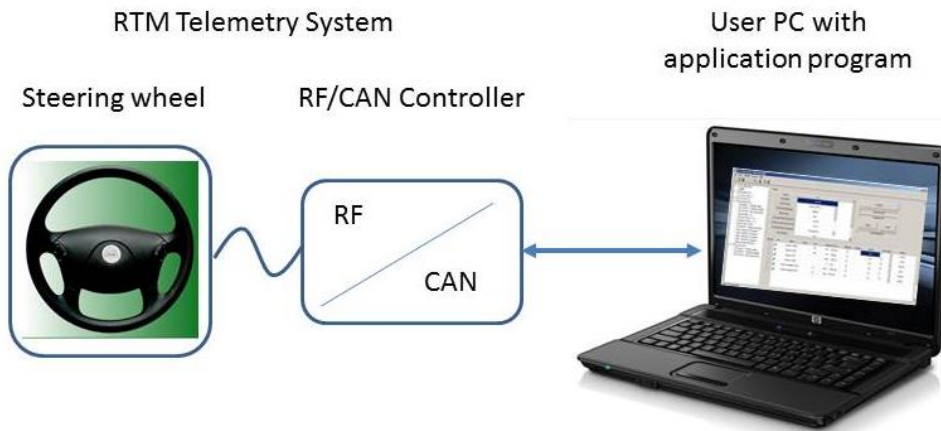 RTM Telemetry System
User PC with
application program
Steering wheel
RF/CAN Controller
RF
CAN